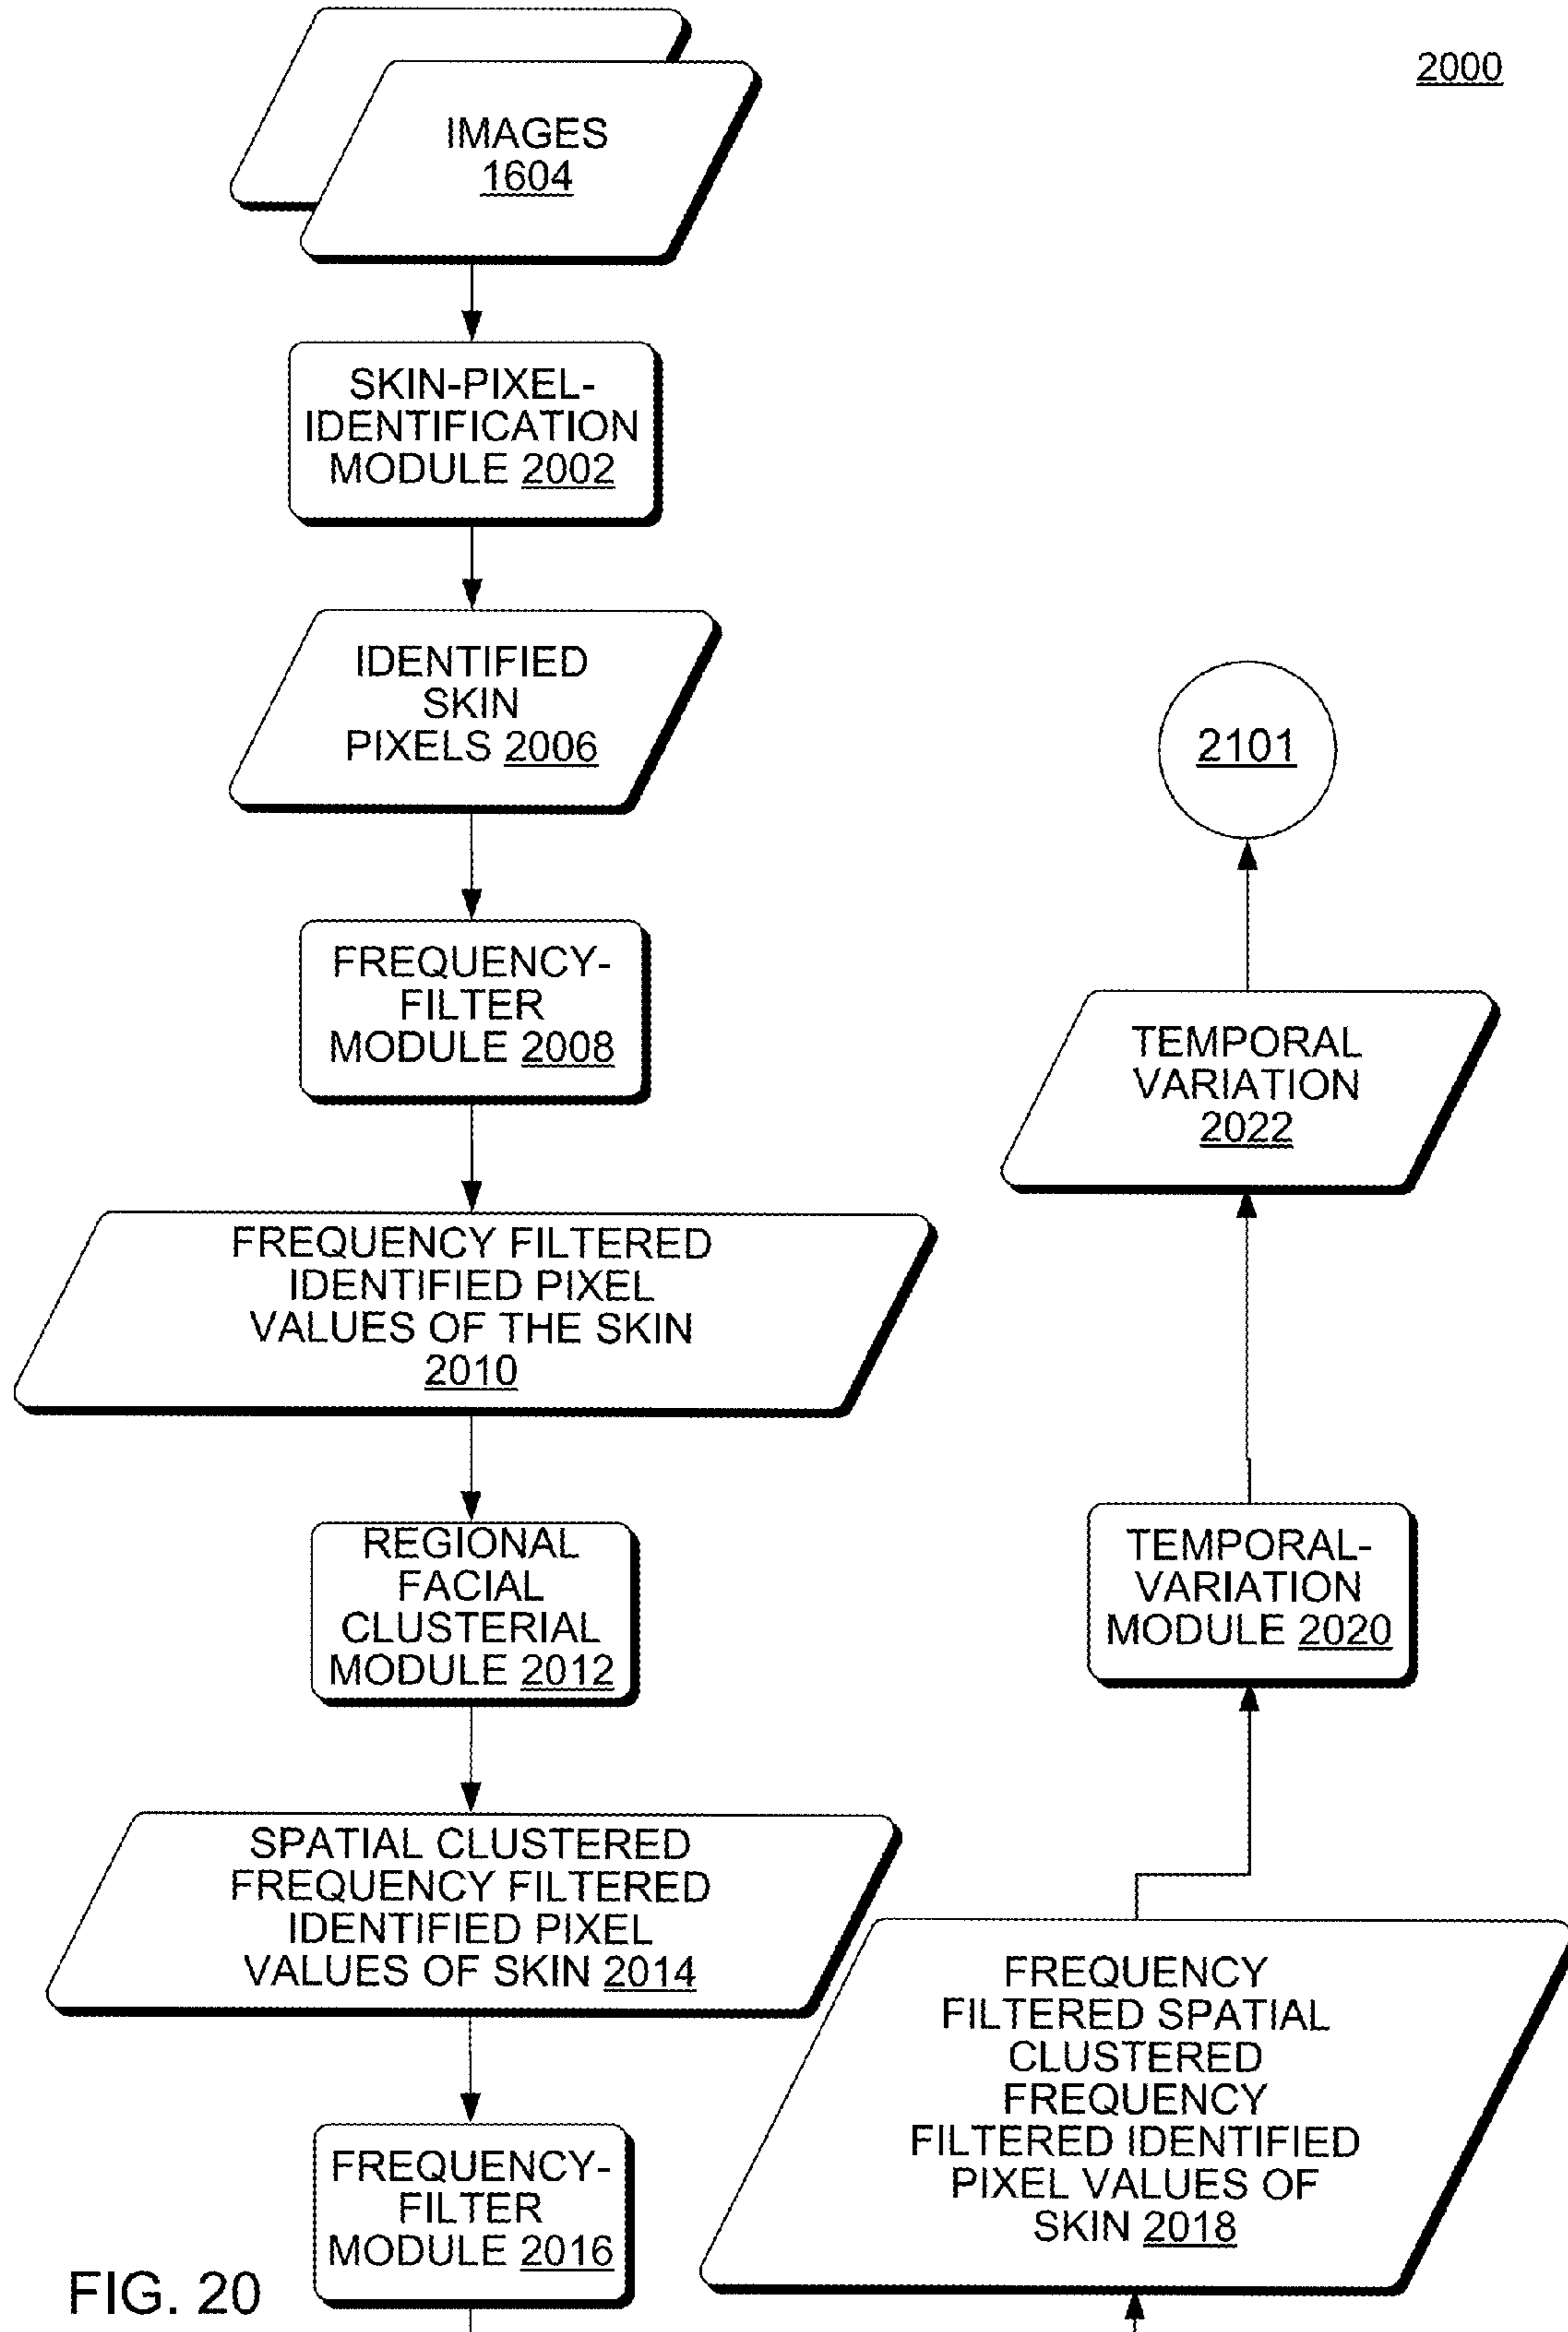 2000
IMAGES
1604
SKIN-PIXEL-
IDENTIFICATION
MODULE 2002
IDENTIFIED
SKIN
PIXELS 2006
FREQUENCY-
FILTER
MODULE 2008
FREQUENCY FILTERED
IDENTIFIED PIXEL
VALUES OF THE SKIN
2010
REGIONAL
FACIAL
CLUSTERIAL
MODULE 2012
SPATIAL CLUSTERED
FREQUENCY FILTERED
IDENTIFIED PIXEL
VALUES OF SKIN 2014
FREQUENCY-
FILTER
MODULE 2016
FREQUENCY
FILTERED SPATIAL
CLUSTERED
FREQUENCY
FILTERED IDENTIFIED
PIXEL VALUES OF
SKIN 2018
TEMPORAL-
VARIATION
MODULE 2020
TEMPORAL
VARIATION
2022
2101
FIG. 20